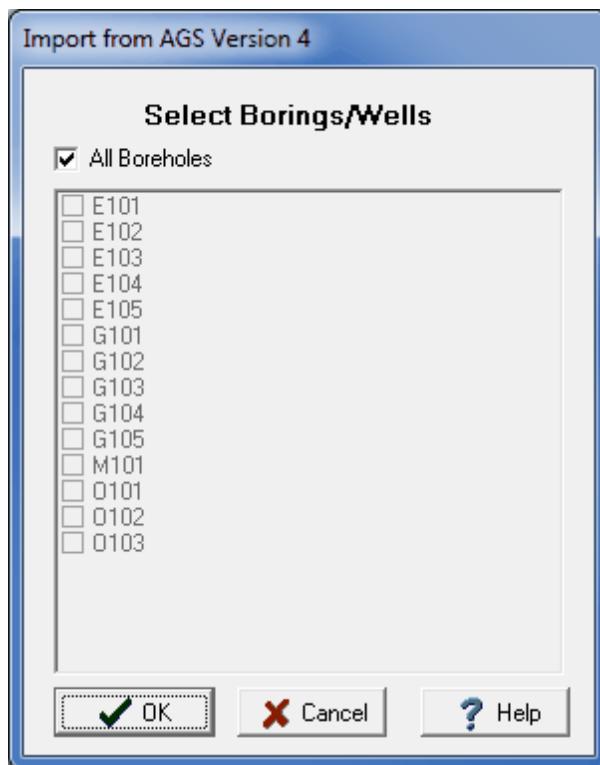 Import from AGS Version 4
Select Borings/Wells
All Boreholes
E101
E102
E103
E104
E105
G101
G102
G103
G104
G105
M101
O101
O102
O103
OK
Cancel
Help